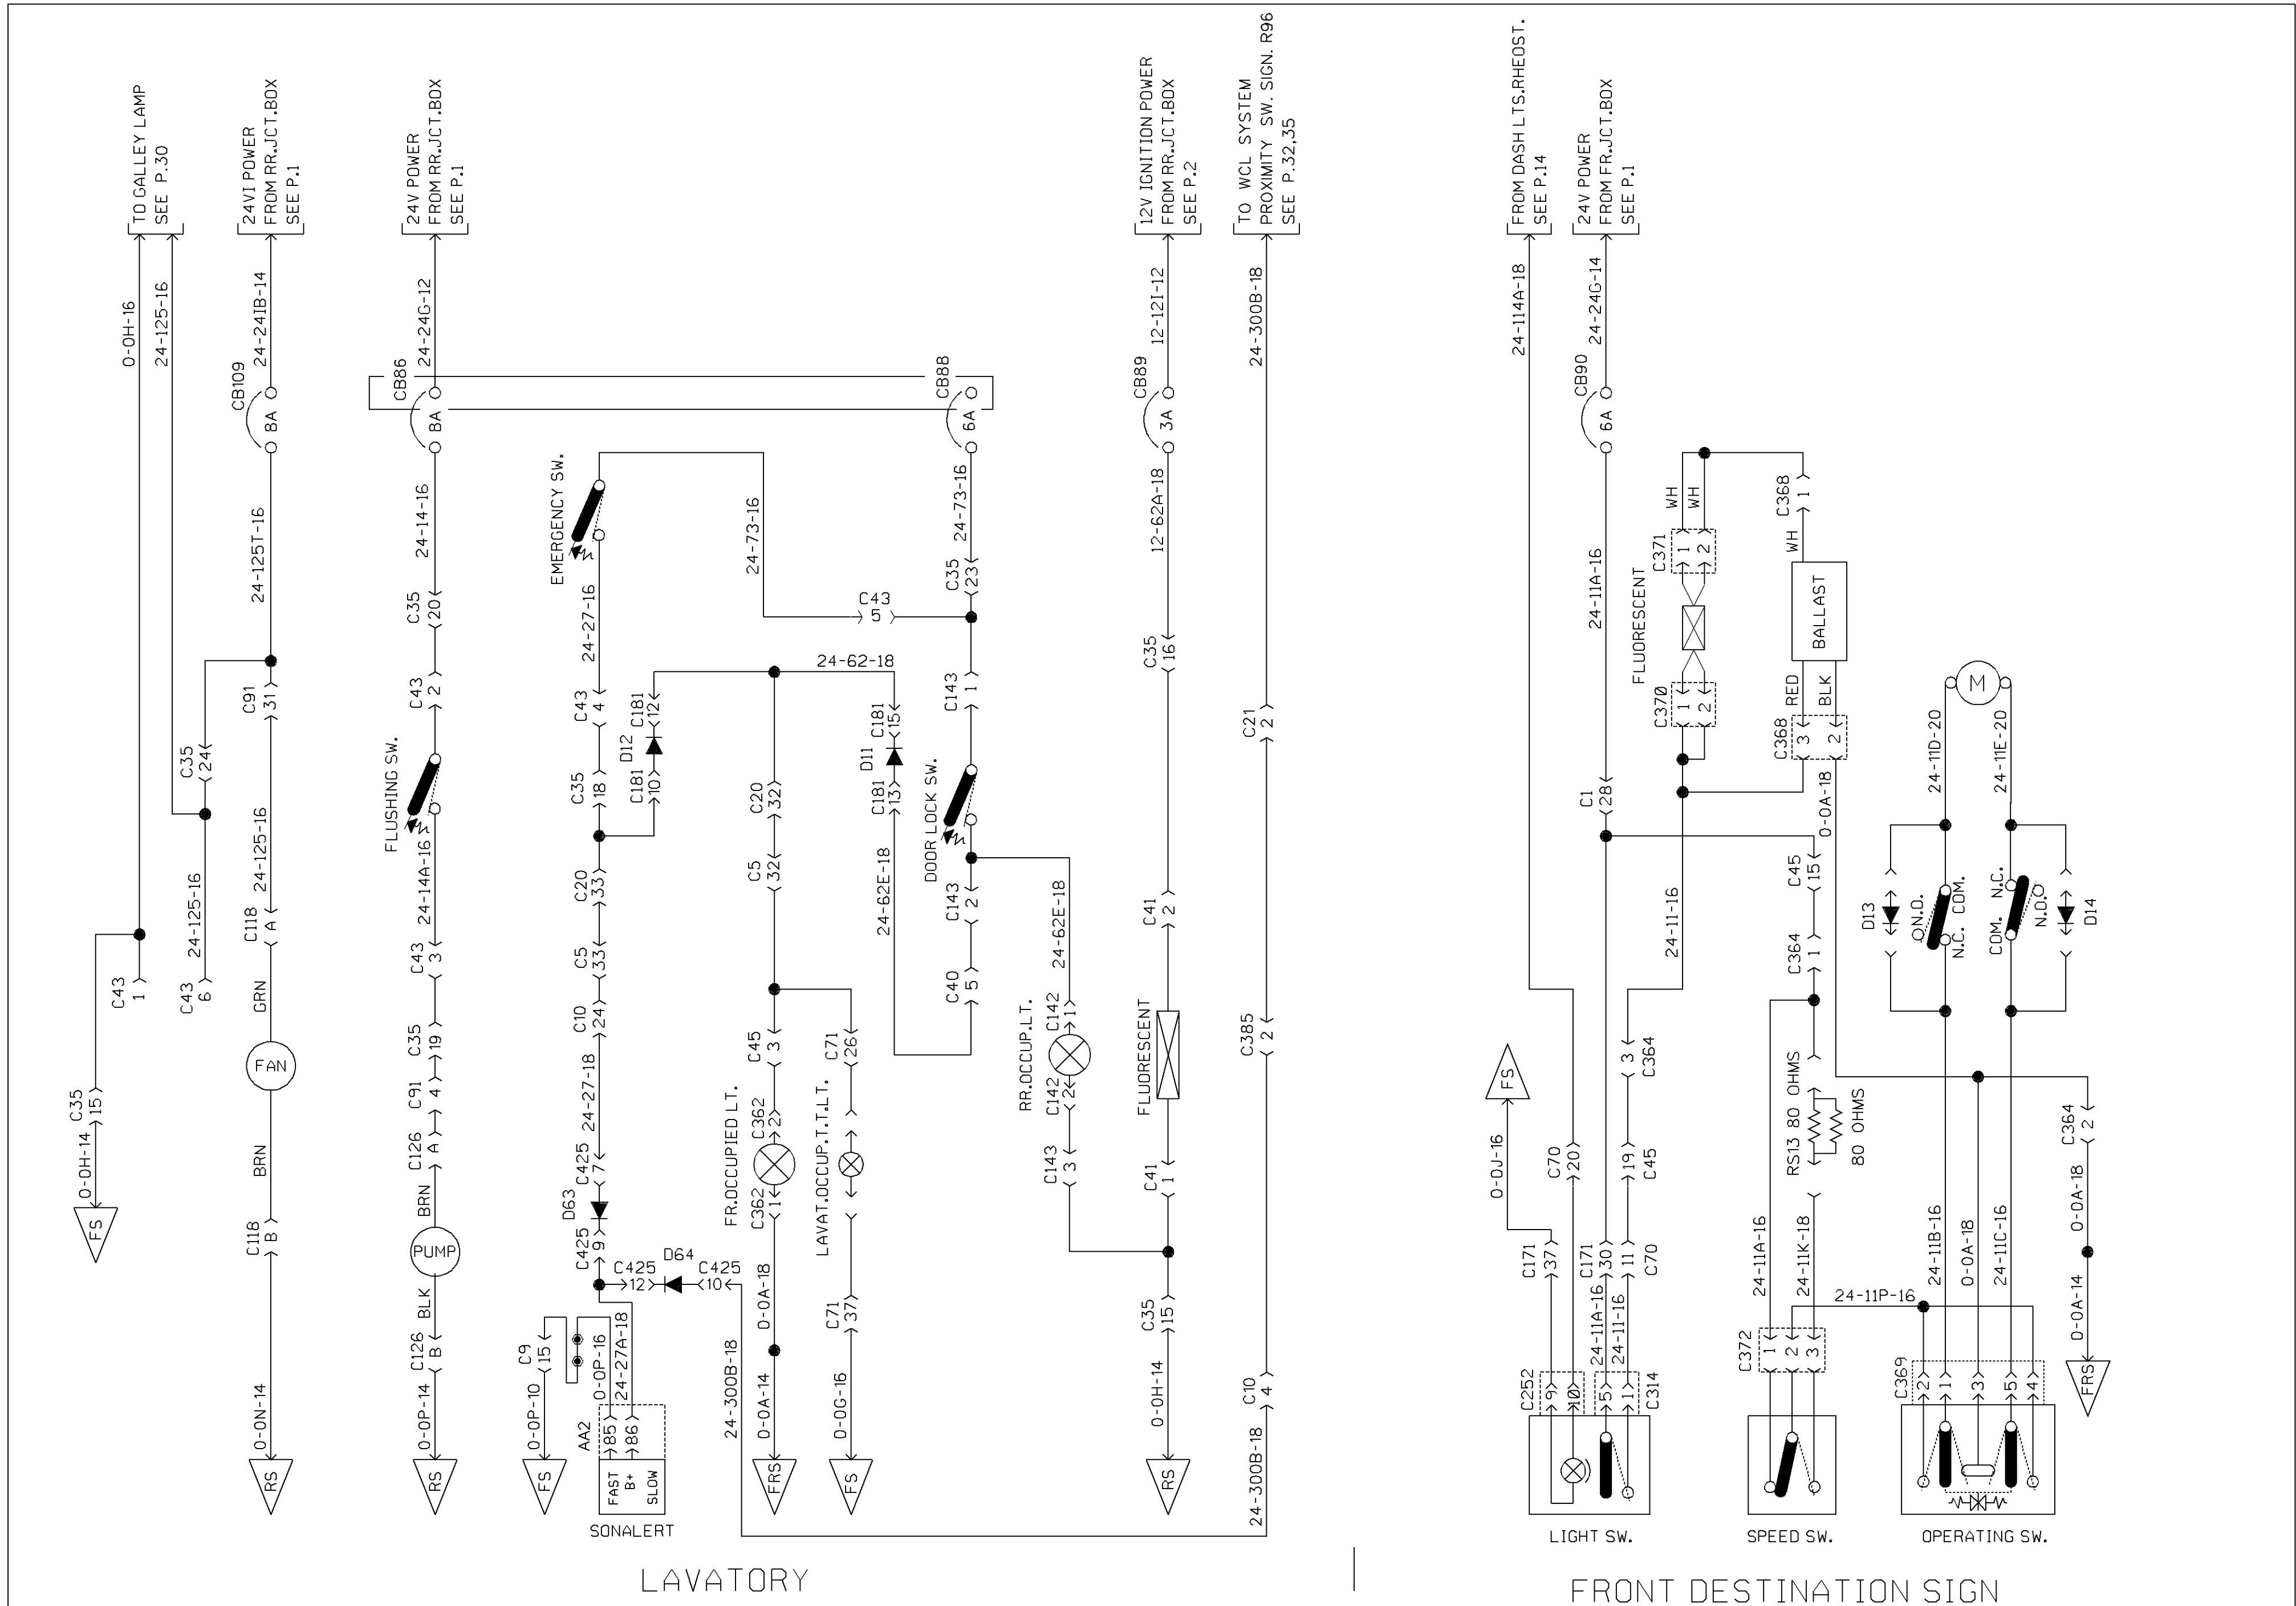 TO GALLEY LAMP
SEE P.30
24VI POWER
FROM RR.JCT.BOX
SEE P.1
24V POWER
FROM RR.JCT.BOX
SEE P.1
12V IGNITION POWER
FROM RR.JCT.BOX
SEE P.2
TO WCL SYSTEM
PROXIMITY SW. SIGN. R96
SEE P.32,35
FROM DASH LTS.RHEOST.
SEE P.14
24V POWER
FROM FR.JCT.BOX
SEE P.1
0-0H-16
24-125-16
C35
24
24-125-16
C43
1
C43
6
C35
15
0-0H-14
FS
24-24IB-14
CB109
8A
24-125T-16
C91
31
24-125-16
C118
A
GRN
FAN
BRN
C118
B
0-0N-14
RS
24-24G-12
CB86
8A
24-14-16
C35
20
C43
2
FLUSHING SW.
24-14A-16
C43
3
C35
19
C91
4
C126
A
BRN
PUMP
BLK
C126
B
0-0P-14
RS
EMERGENCY SW.
24-27-16
C43
4
C35
18
C20
33
C5
33
C10
24
24-27-18
C425
7
D63
C425
9
C425
12
D64
C425
10
C9
15
0-0P-10
FS
0-0P-16
24-27A-18
AA2
85
86
FAST
B+
SLOW
SONALERT
C181
12
D12
C181
10
24-73-16
C43
5
24-62-18
C20
32
C5
32
C45
3
C362
2
FR.OCCUPIED LT.
C362
1
0-0A-18
0-0A-14
FRS
C71
26
LAVAT.OCCUP.T.T.LT.
C71
37
0-0G-16
FS
24-300B-18
C181
15
D11
C181
13
24-62E-18
CB88
6A
24-73-16
C35
23
C143
1
DOOR LOCK SW.
C143
2
C40
5
24-62E-18
C142
1
RR.OCCUP.LT.
C142
2
C143
3
12-12I-12
CB89
3A
12-62A-18
C35
16
C41
2
FLUORESCENT
C41
1
C35
15
0-0H-14
RS
24-300B-18
C21
2
C385
2
C10
4
24-300B-18
LAVATORY
24-114A-18
24-24G-14
CB90
6A
24-11A-16
C1
28
FS
0-0J-16
C171
37
C70
20
C171
30
24-11A-16
C45
19
C70
11
24-11-16
C364
3
24-11-16
C252
9
10
5
1
C314
LIGHT SW.
WH
WH
C371
1
2
FLUORESCENT
C370
1
2
C368
1
WH
BALLAST
RED
BLK
C368
3
2
0-0A-18
C45
15
C364
1
RS13 80 OHMS
80 OHMS
24-11A-16
24-11K-18
C372
1
2
3
SPEED SW.
24-11P-16
M
24-11D-20
24-11E-20
D13
N.O.
N.C. COM.
COM. N.C.
N.O.
D14
24-11B-16
0-0A-18
24-11C-16
C364
2
0-0A-18
0-0A-14
FRS
C369
2
1
3
5
4
OPERATING SW.
FRONT DESTINATION SIGN